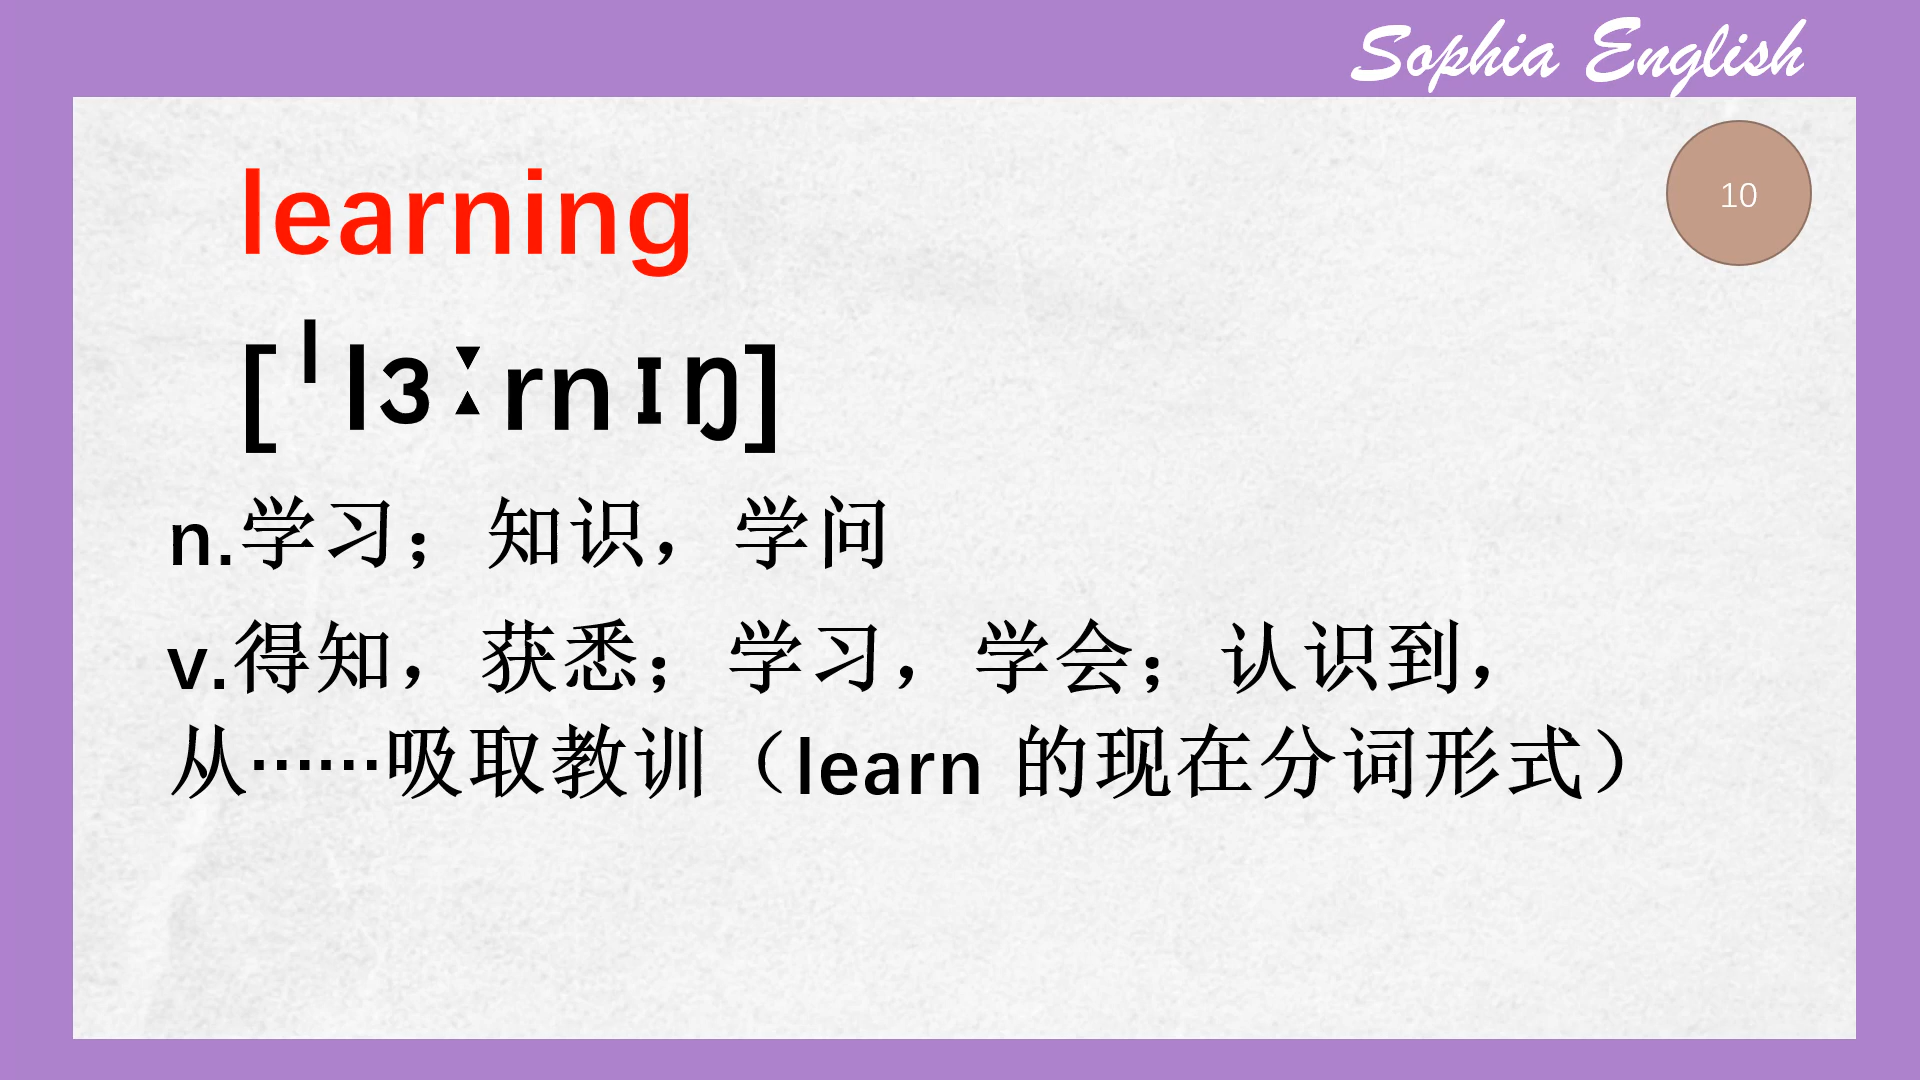 Sophia English
10
learning
[ˈlɜːrnɪŋ]
n.学习；知识，学问
v.得知，获悉；学习，学会；认识到，
从……吸取教训（learn 的现在分词形式）